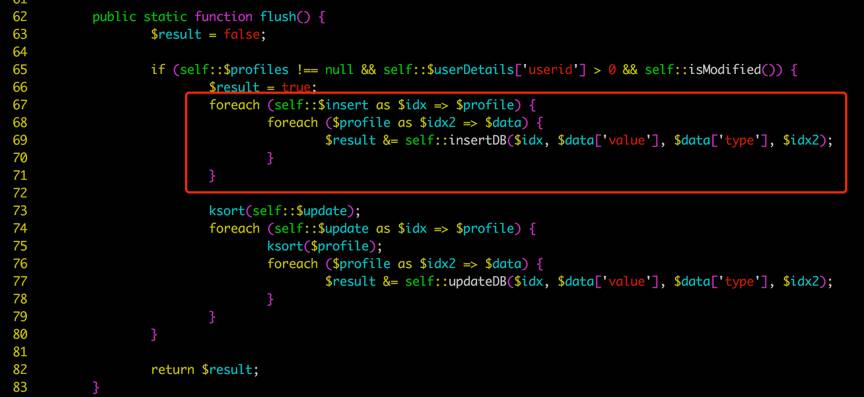 61
62 public static function flush() {
63 $result = false;
64
65 if (self::$profiles !== null && self::$userDetails['userid'] > 0 && self::isModified()) {
66 $result = true;
67 foreach (self::$insert as $idx => $profile) {
68 foreach ($profile as $idx2 => $data) {
69 $result &= self::insertDB($idx, $data['value'], $data['type'], $idx2);
70 }
71 }
72
73 ksort(self::$update);
74 foreach (self::$update as $idx => $profile) {
75 ksort($profile);
76 foreach ($profile as $idx2 => $data) {
77 $result &= self::updateDB($idx, $data['value'], $data['type'], $idx2);
78 }
79 }
80 }
81
82 return $result;
83 }